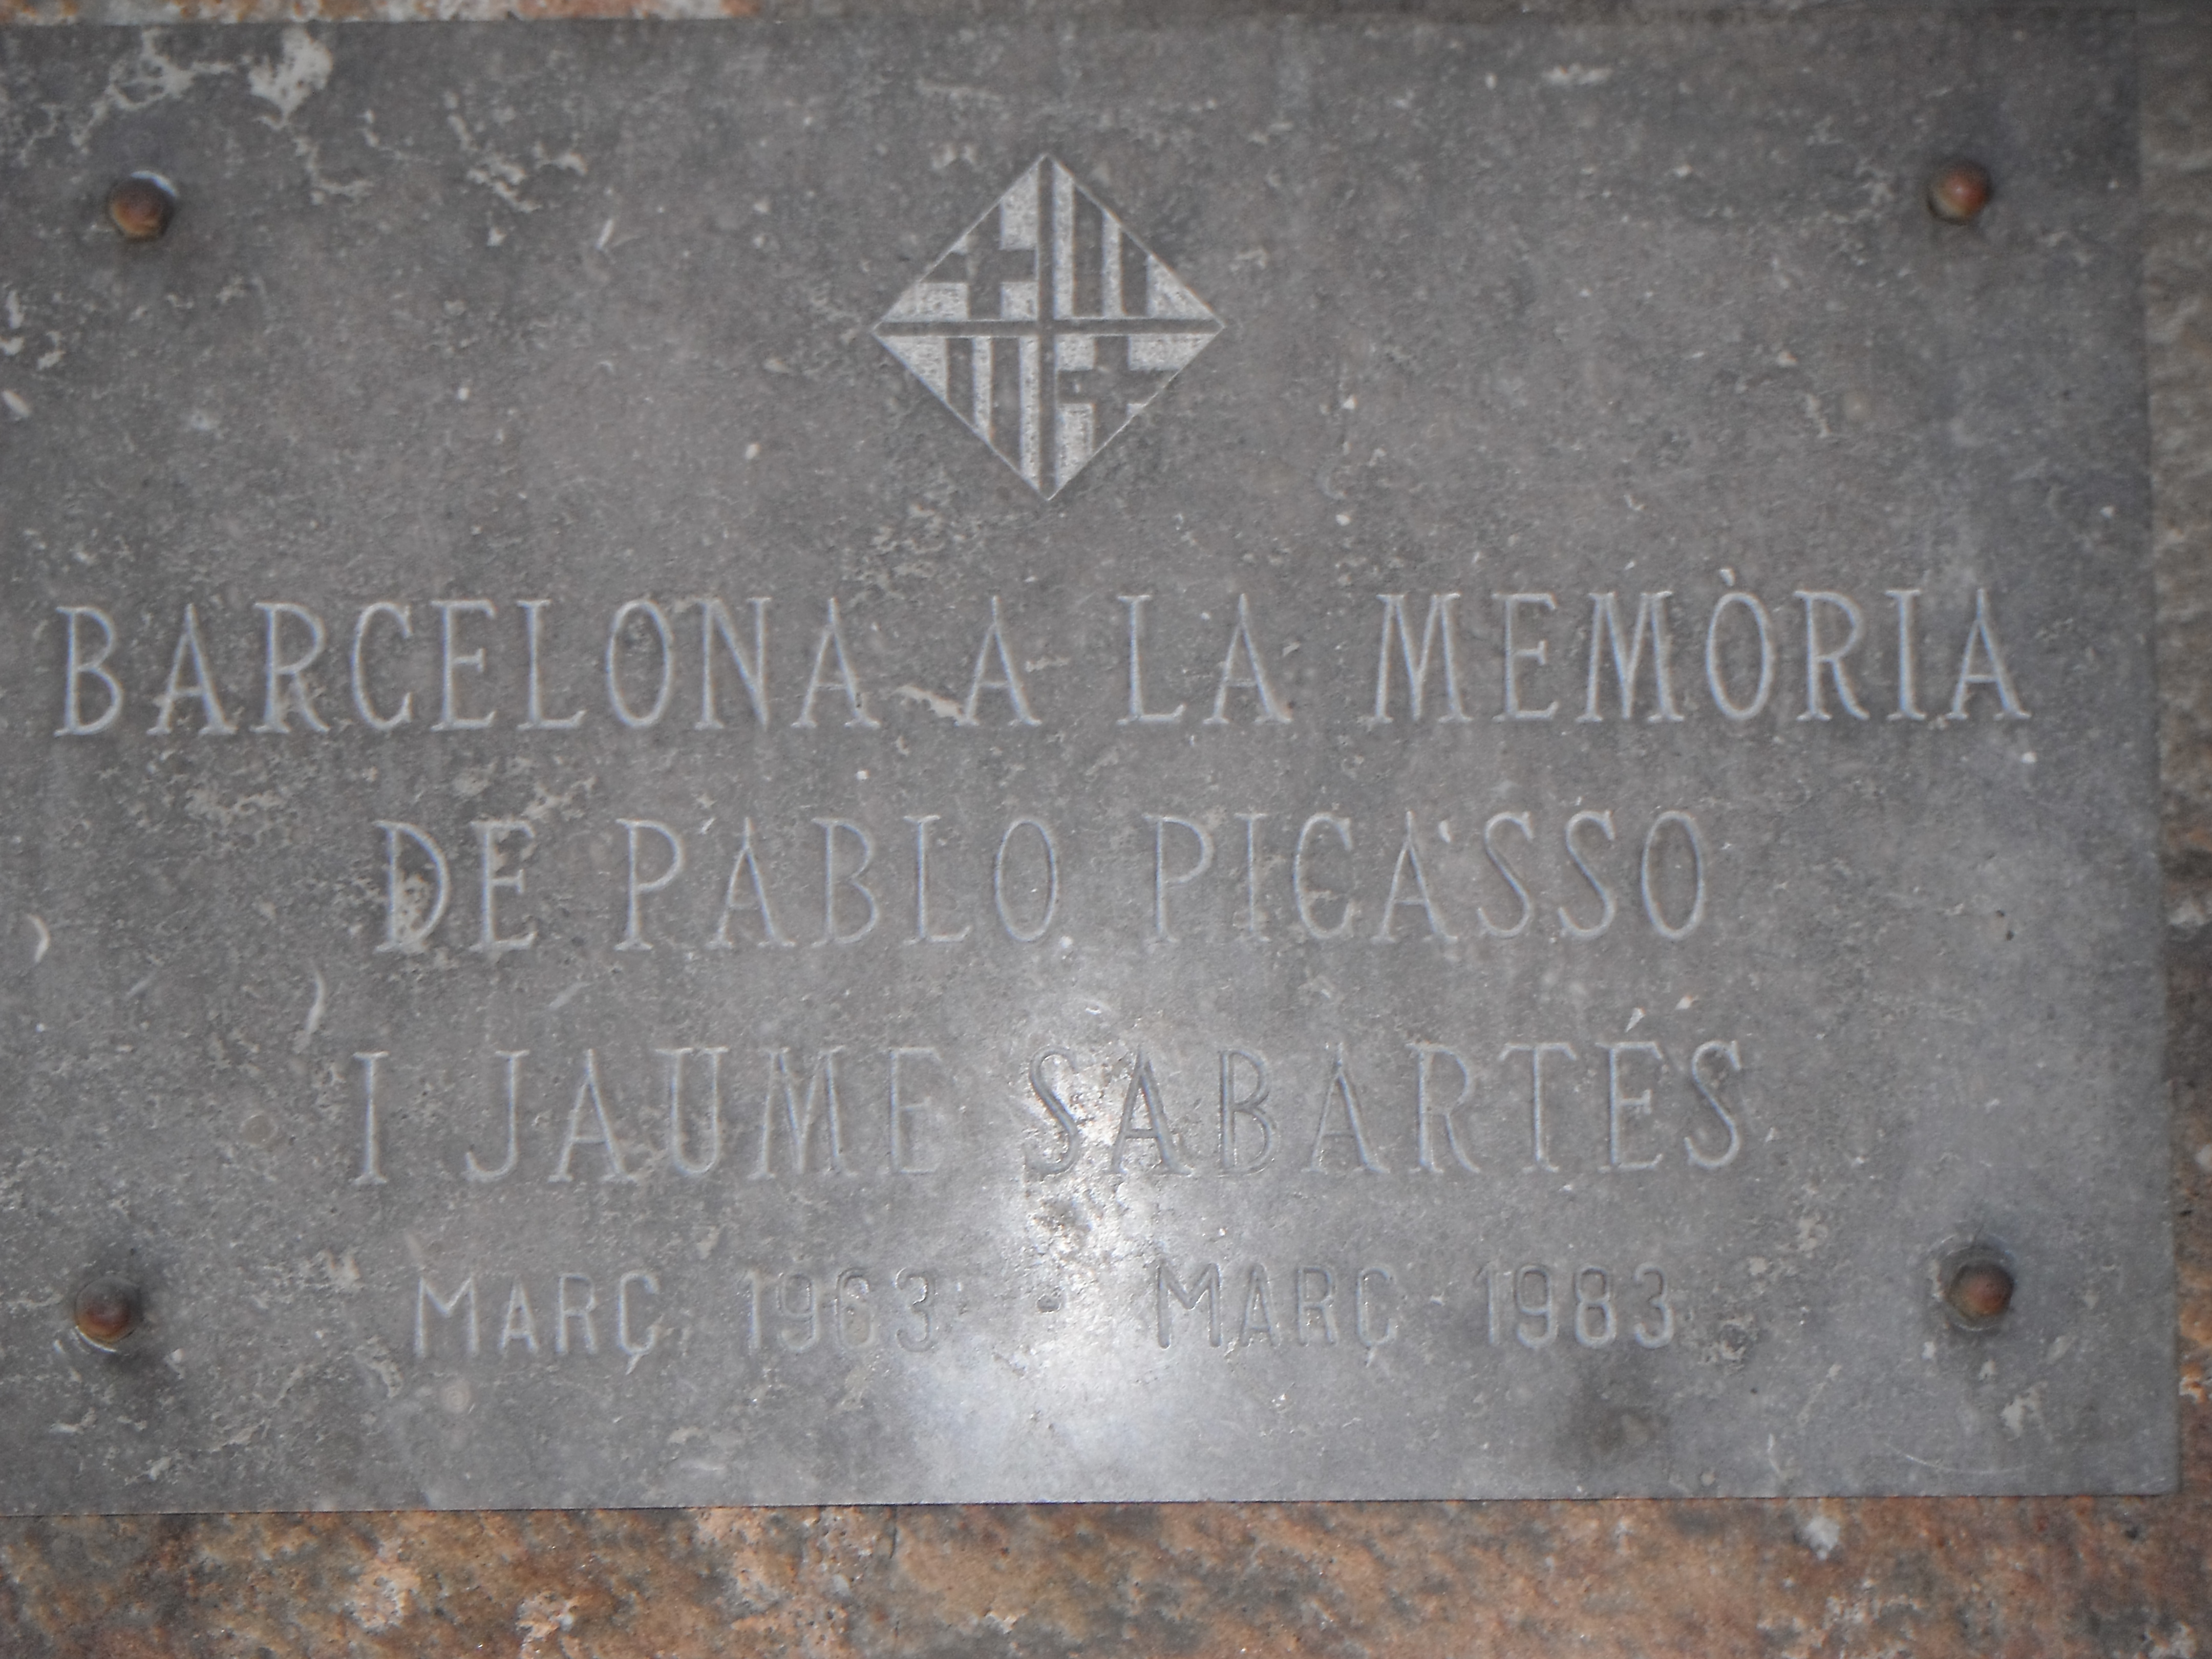 BARCELONA A LA MEMÒRIA
DE PABLO PICASSO
I JAUME SABARTÉS
MARÇ 1963 · MARÇ 1983